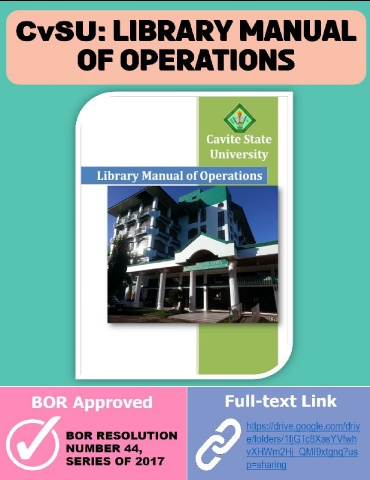 CvSU: LIBRARY MANUAL
OF OPERATIONS
Cavite State
University
Library Manual of Operations
BOR Approved
BOR RESOLUTION
NUMBER 44,
SERIES OF 2017
Full-text Link
https://drive.google.com/driv